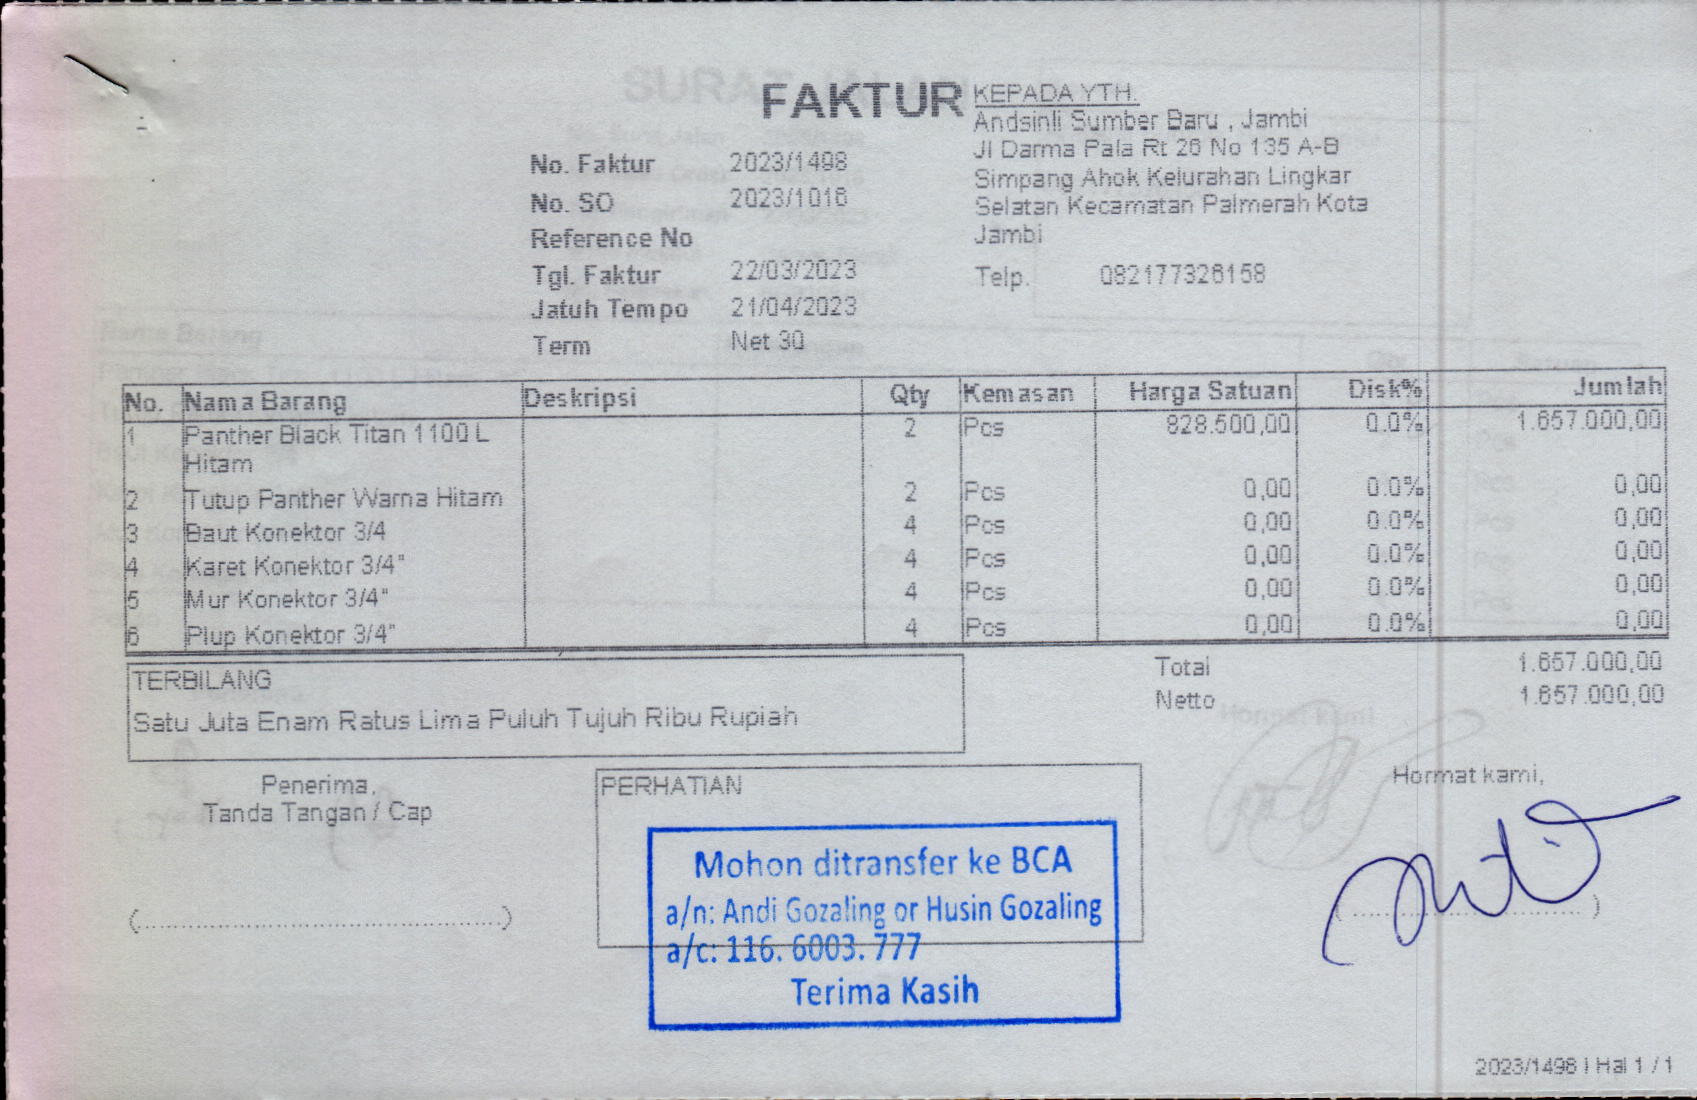 FAKTUR
No. Faktur 2023/1498
No. SO 2023/1016
Reference No
Tgl. Faktur 22/03/2023
Jatuh Tempo 21/04/2023
Term Net 30
KEPADA YTH.
Andsinli Sumber Baru , Jambi
Jl Darma Pala Rt 26 No 135 A-B
Simpang Ahok Kelurahan Lingkar
Selatan Kecamatan Palmerah Kota
Jambi
Telp. 082177326158
No. Nama Barang Deskripsi Qty Kemasan Harga Satuan Disk% Jumlah
1 Panther Black Titan 1100 L 2 Pcs 828.500,00 0.0% 1.657.000,00
Hitam
2 Tutup Panther Warna Hitam 2 Pcs 0,00 0.0% 0,00
3 Baut Konektor 3/4 4 Pcs 0,00 0.0% 0,00
4 Karet Konektor 3/4" 4 Pcs 0,00 0.0% 0,00
5 Mur Konektor 3/4" 4 Pcs 0,00 0.0% 0,00
6 Plup Konektor 3/4" 4 Pcs 0,00 0.0% 0,00
Total 1.657.000,00
Netto 1.657.000,00
TERBILANG
Satu Juta Enam Ratus Lima Puluh Tujuh Ribu Rupiah
Penerima,
Tanda Tangan / Cap
(........................................)
PERHATIAN
Mohon ditransfer ke BCA
a/n: Andi Gozaling or Husin Gozaling
a/c: 116. 6003. 777
Terima Kasih
Hormat kami,
2023/1498 | Hal 1 / 1